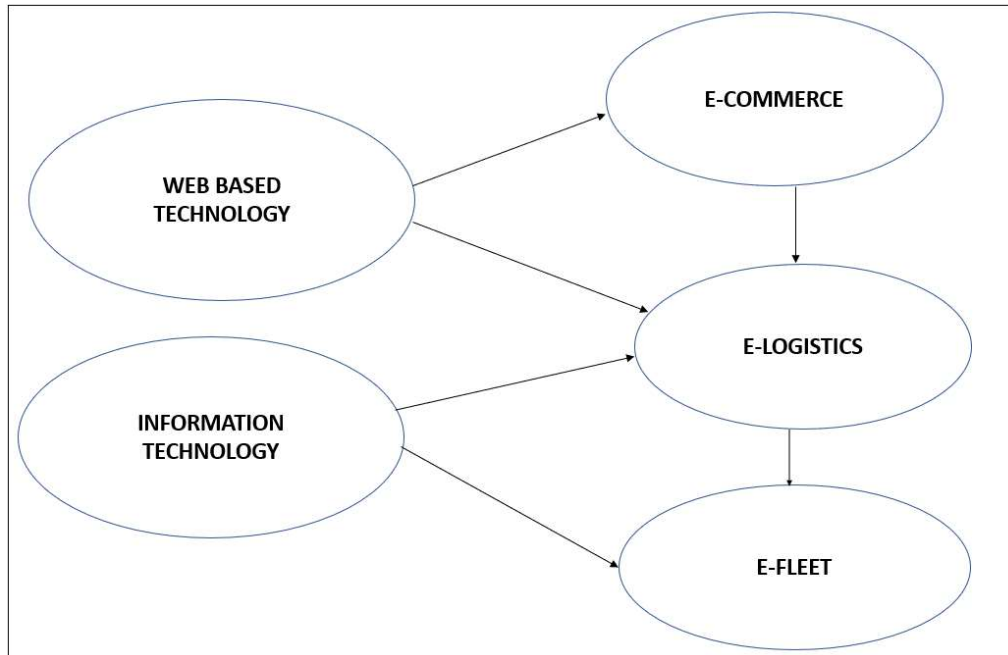 WEB BASED
TECHNOLOGY
INFORMATION
TECHNOLOGY
E-COMMERCE
E-LOGISTICS
E-FLEET